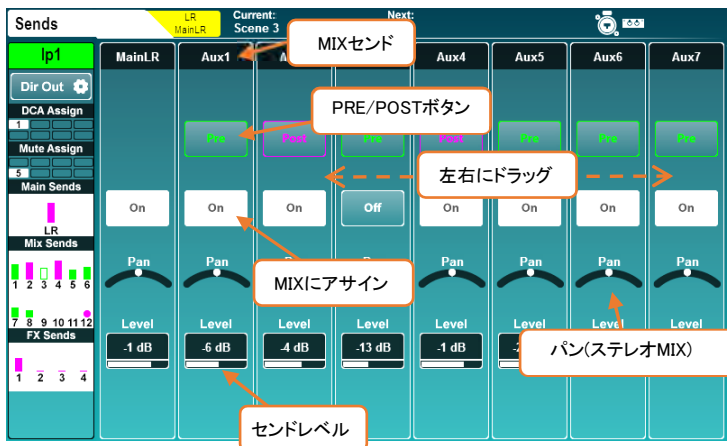 Sends
LR
MainLR
Current:
Scene 3
Next:
Ip1
MainLR
Aux1
A
Aux4
Aux5
Aux6
Aux7
MIXセンド
Dir Out
DCA Assign
1
Mute Assign
5
PRE/POSTボタン
Pre
Post
Pre
Post
Pre
Pre
Pre
左右にドラッグ
Main Sends
LR
On
On
On
Off
On
On
On
On
Mix Sends
1 2 3 4 5 6
7 8 9 10 11 12
Pan
Pan
Pan
Pan
Pan
Pan
Pan
MIXにアサイン
FX Sends
1 2 3 4
Level
Level
Level
Level
Level
Level
Level
Level
-1 dB
-6 dB
-4 dB
-13 dB
-1 dB
パン(ステレオMIX)
センドレベル